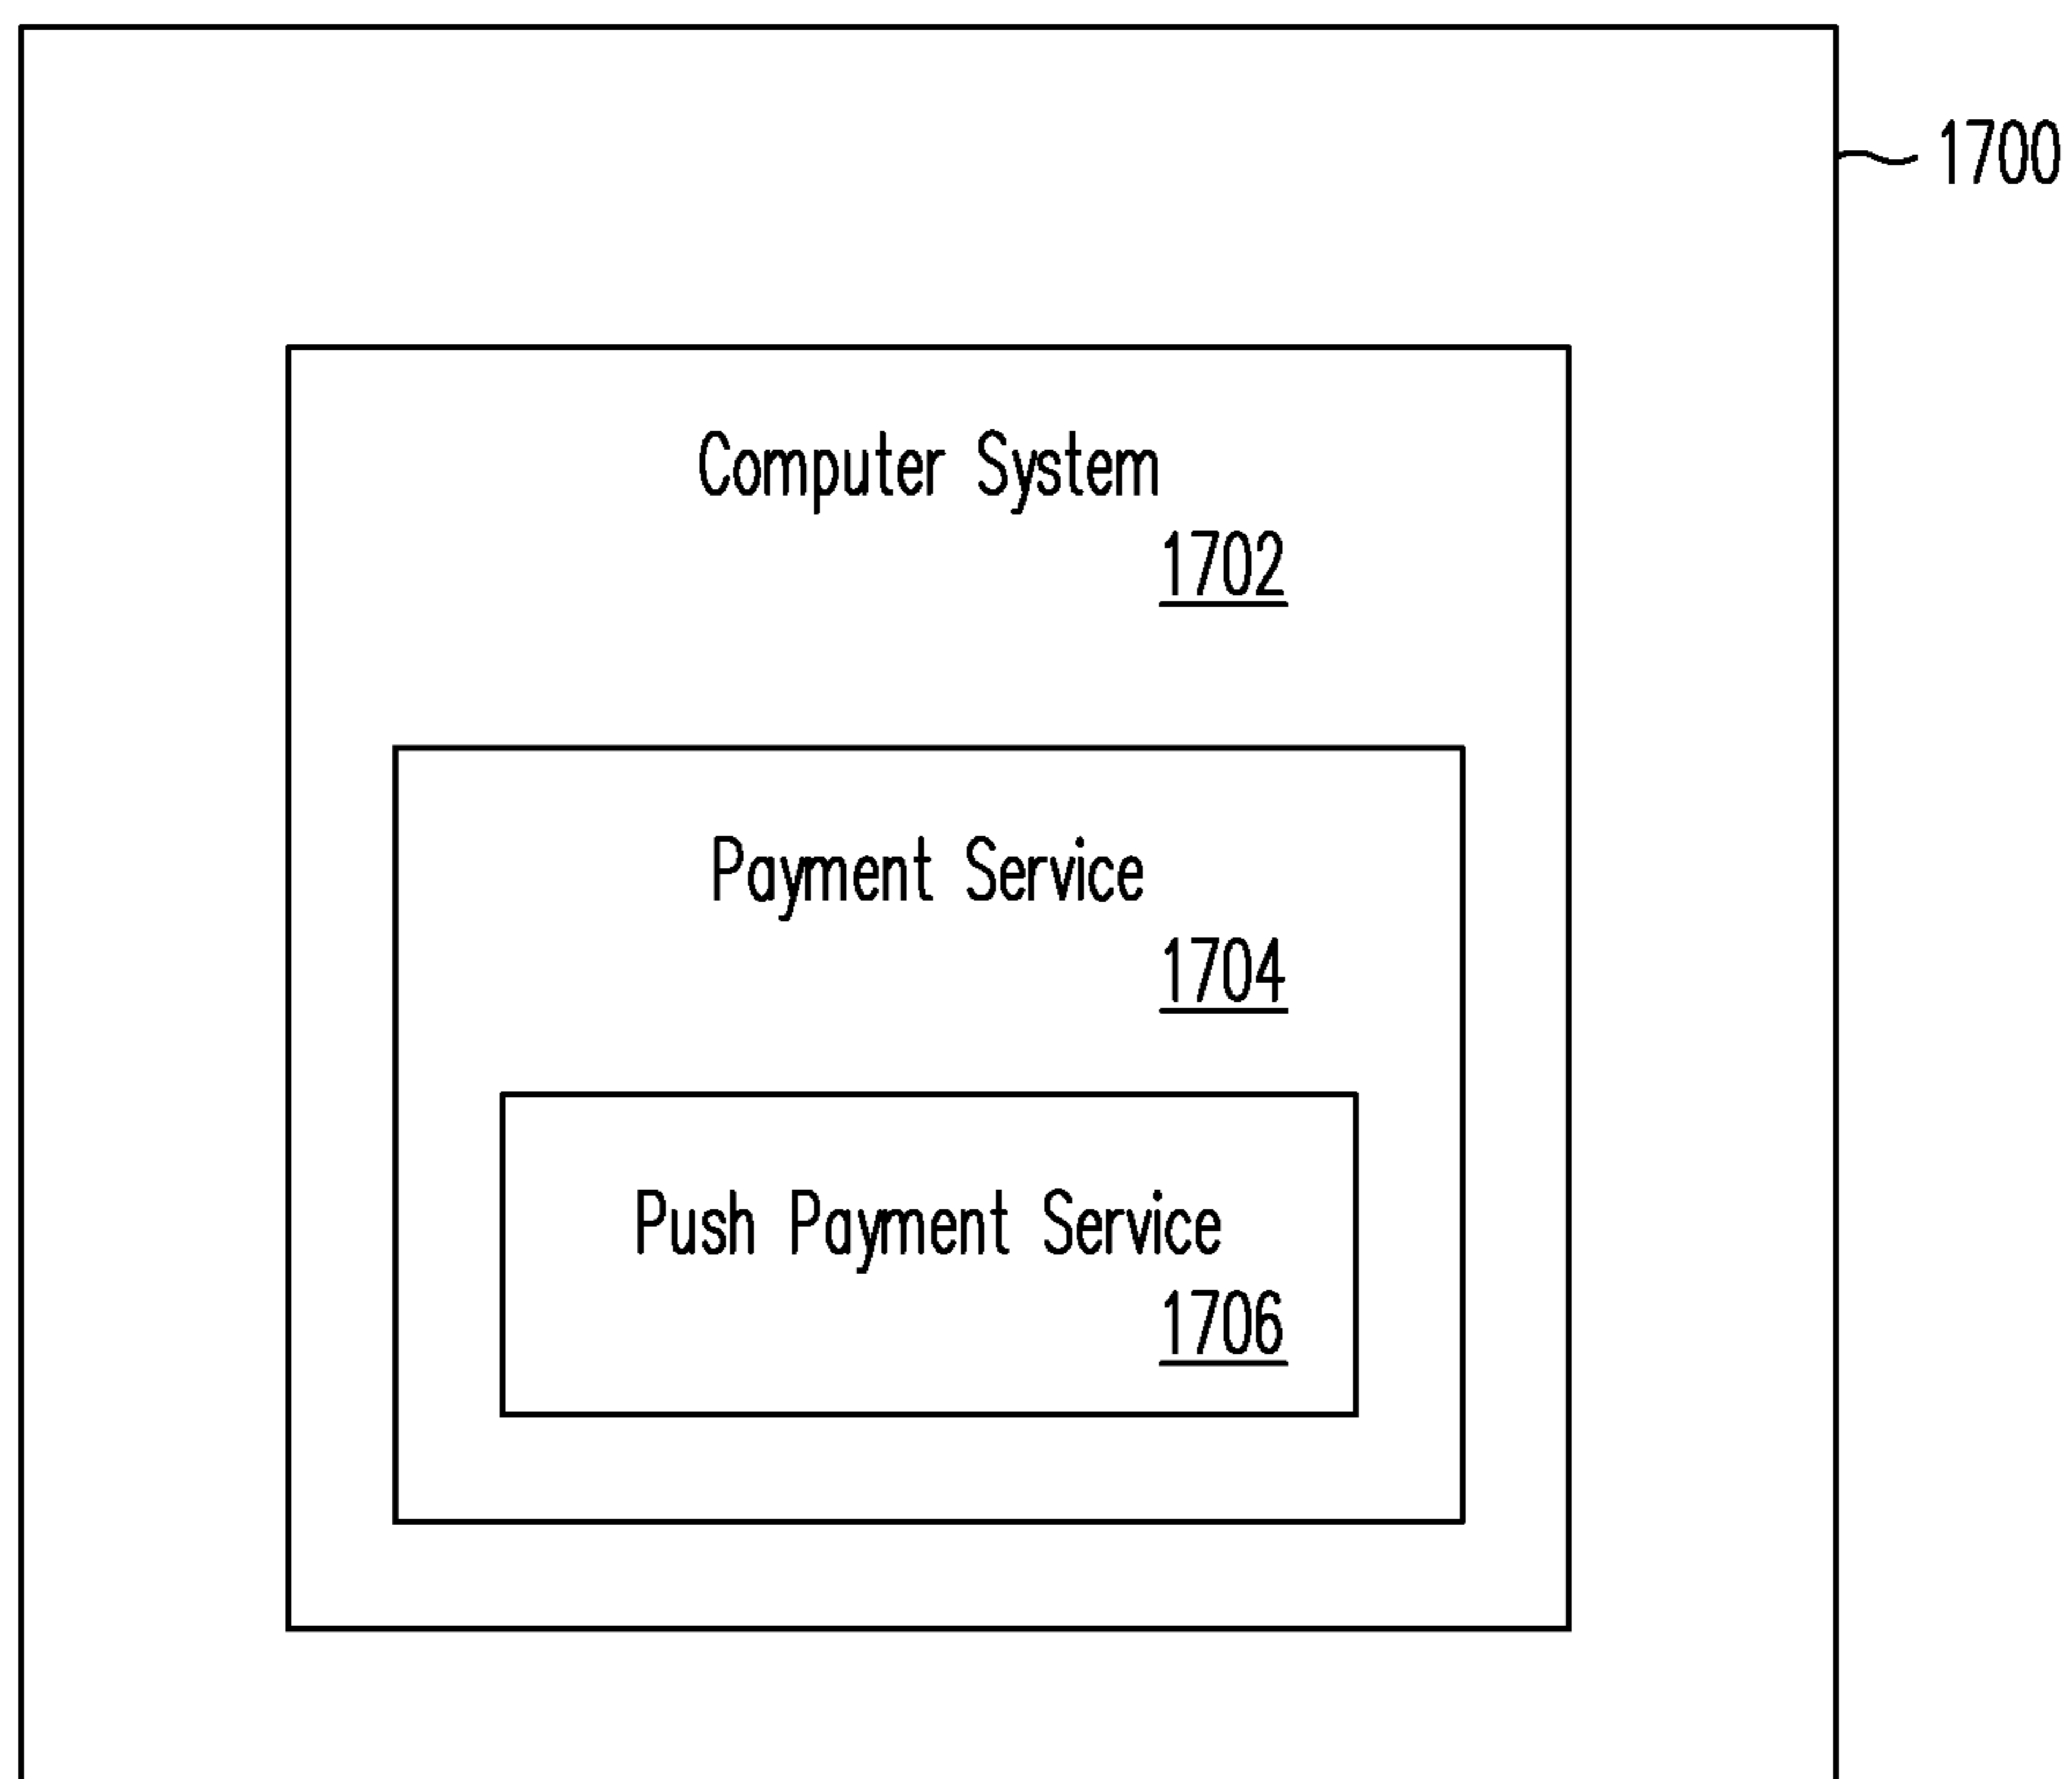 1700
Computer System
1702
Payment Service
1704
Push Payment Service
1706